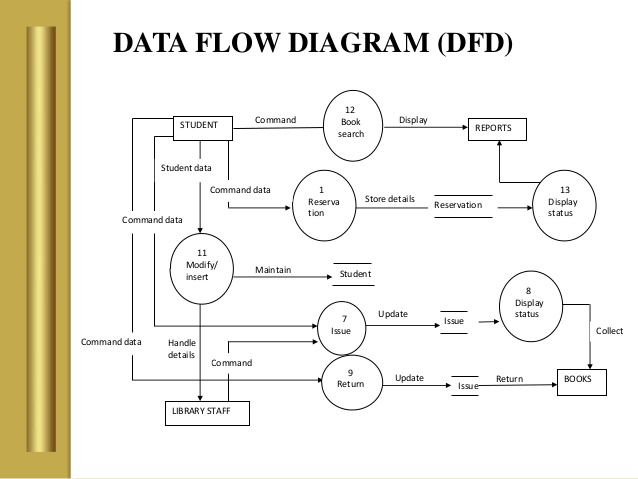 DATA FLOW DIAGRAM (DFD)
STUDENT
Command
12
Book
search
Display
REPORTS
Student data
Command data
1
Reserva
tion
Store details
Reservation
13
Display
status
Command data
11
Modify/
insert
Maintain
Student
8
Display
status
7
Issue
Update
Issue
Collect
Command data
Handle
details
Command
9
Return
Update
Issue
Return
BOOKS
LIBRARY STAFF